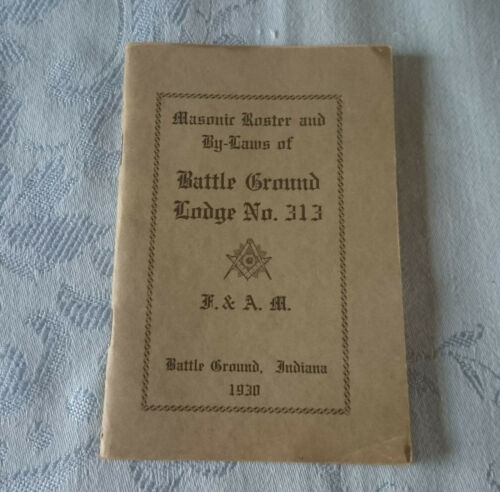 Masonic Roster and
By-Laws of
Battle Ground
Lodge No. 313
F. & A. M.
Battle Ground, Indiana
1930